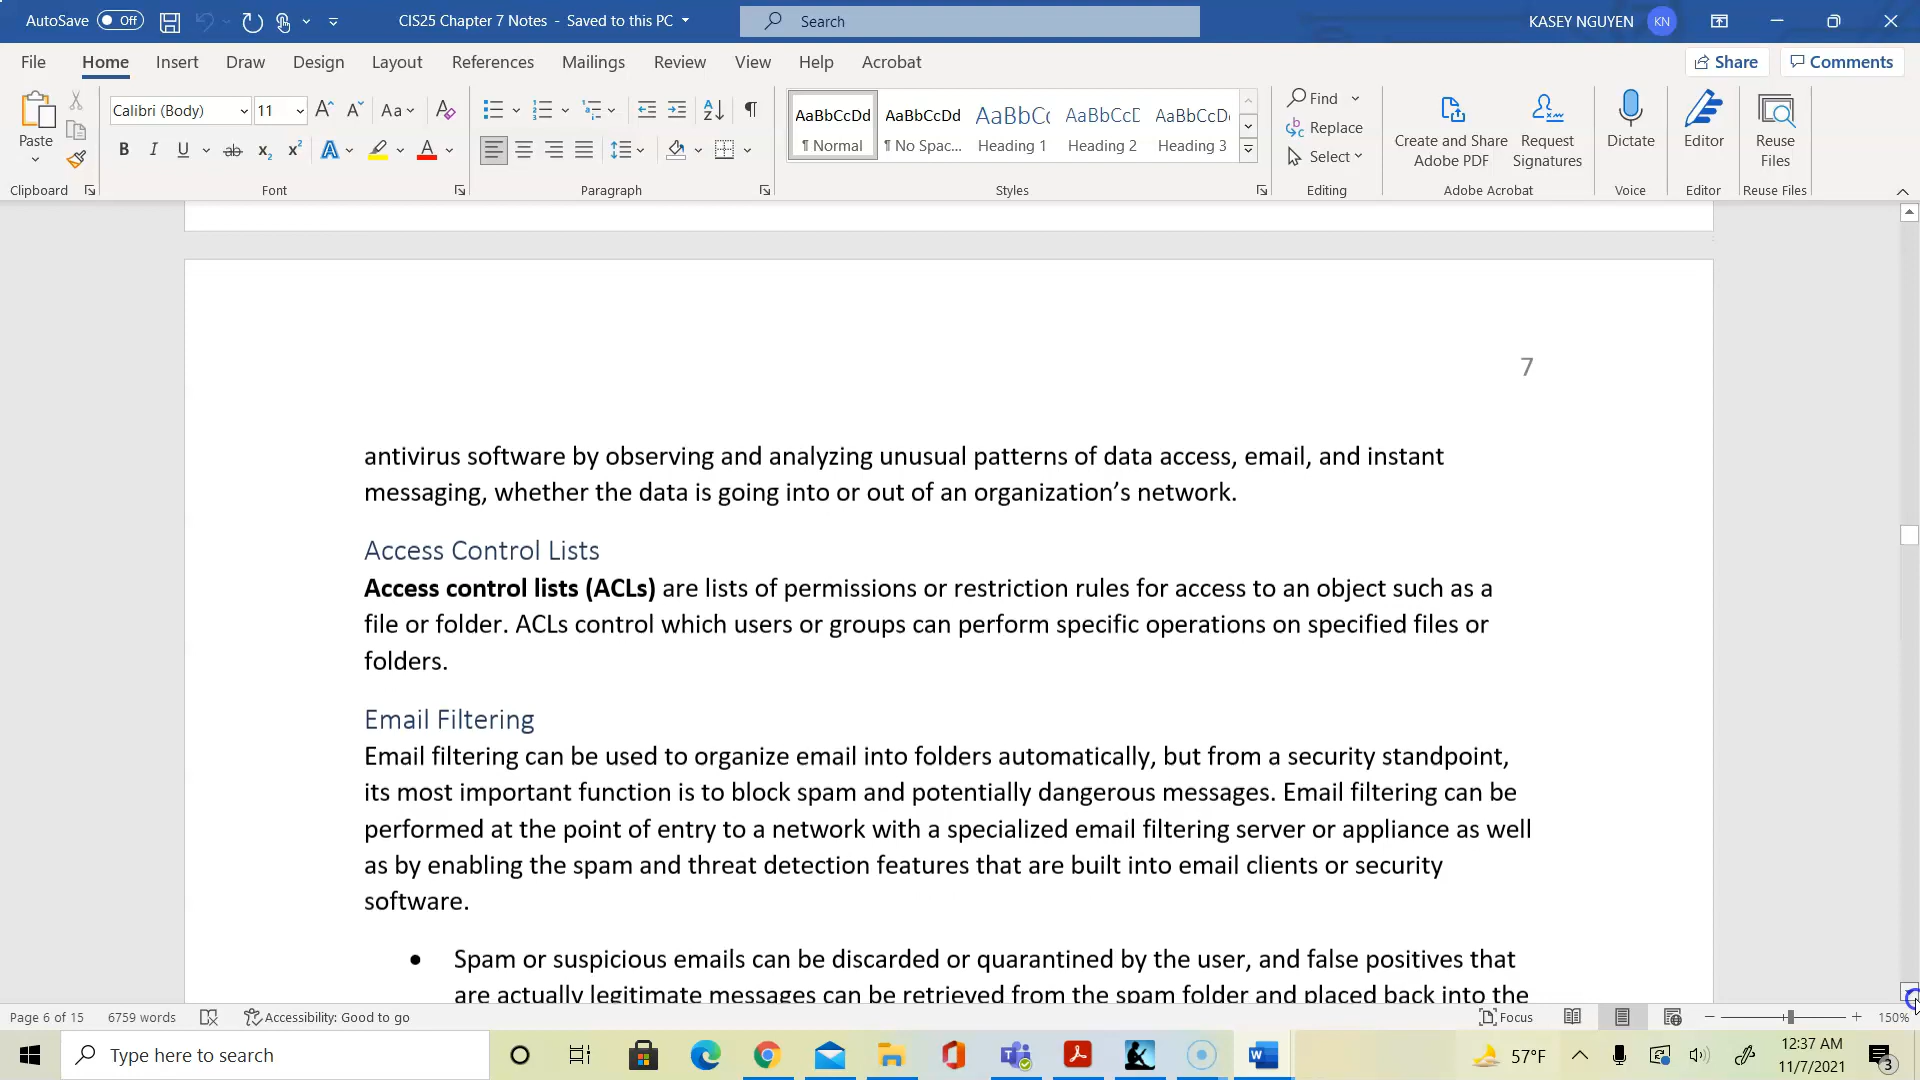 AutoSave Off CIS25 Chapter 7 Notes - Saved to this PC Search KASEY NGUYEN KN
File Home Insert Draw Design Layout References Mailings Review View Help Acrobat Share Comments
Paste
Calibri (Body) 11 Aa
B I U ab x₂ x² A A
AaBbCcDd ¶ Normal
AaBbCcDd ¶ No Spac...
AaBbCc Heading 1
AaBbCcD Heading 2
AaBbCcD Heading 3
Find
Replace
Select
Create and Share Adobe PDF
Request Signatures
Dictate
Editor
Reuse Files
Clipboard Font Paragraph Styles Editing Adobe Acrobat Voice Editor Reuse Files
7
antivirus software by observing and analyzing unusual patterns of data access, email, and instant
messaging, whether the data is going into or out of an organization’s network.
Access Control Lists
Access control lists (ACLs) are lists of permissions or restriction rules for access to an object such as a
file or folder. ACLs control which users or groups can perform specific operations on specified files or
folders.
Email Filtering
Email filtering can be used to organize email into folders automatically, but from a security standpoint,
its most important function is to block spam and potentially dangerous messages. Email filtering can be
performed at the point of entry to a network with a specialized email filtering server or appliance as well
as by enabling the spam and threat detection features that are built into email clients or security
software.
• Spam or suspicious emails can be discarded or quarantined by the user, and false positives that
are actually legitimate messages can be retrieved from the spam folder and placed back into the
Page 6 of 15 6759 words Accessibility: Good to go Focus 150%
Type here to search 57°F 12:37 AM
11/7/2021 3